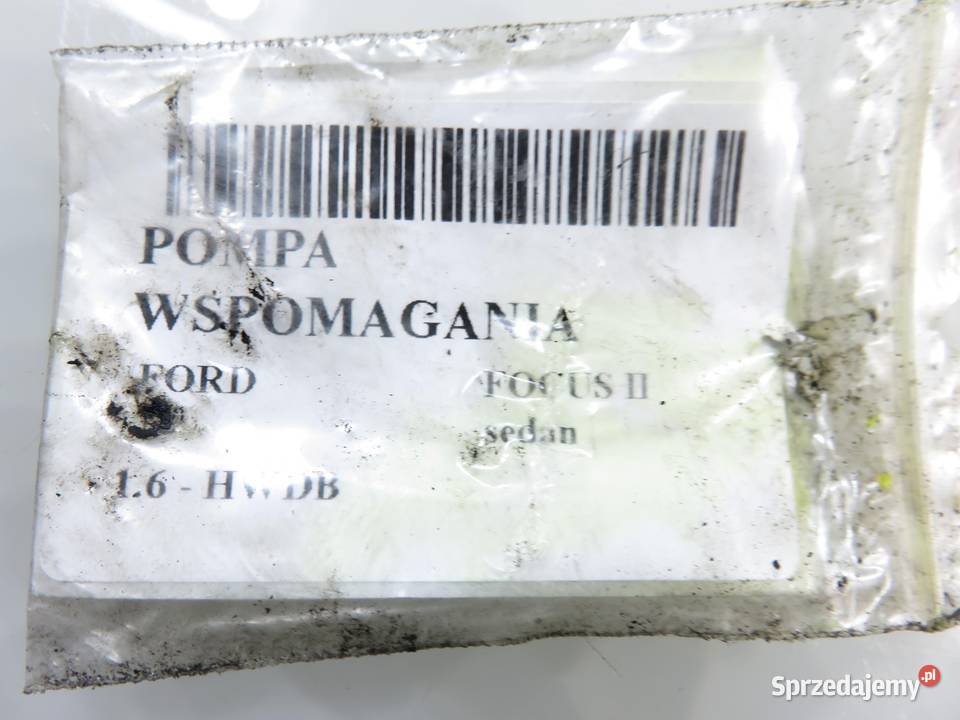 POMPA
WSPOMAGANIA
FORD FOCUS II
sedan
1.6 - HWDB
Sprzedajemy.pl